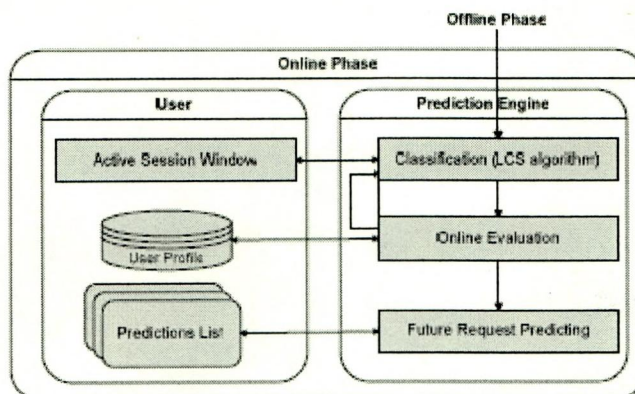 Offline Phase
Online Phase
User
Prediction Engine
Active Session Window
Classification (LCS algorithm)
User Profile
Online Evaluation
Predictions List
Future Request Predicting